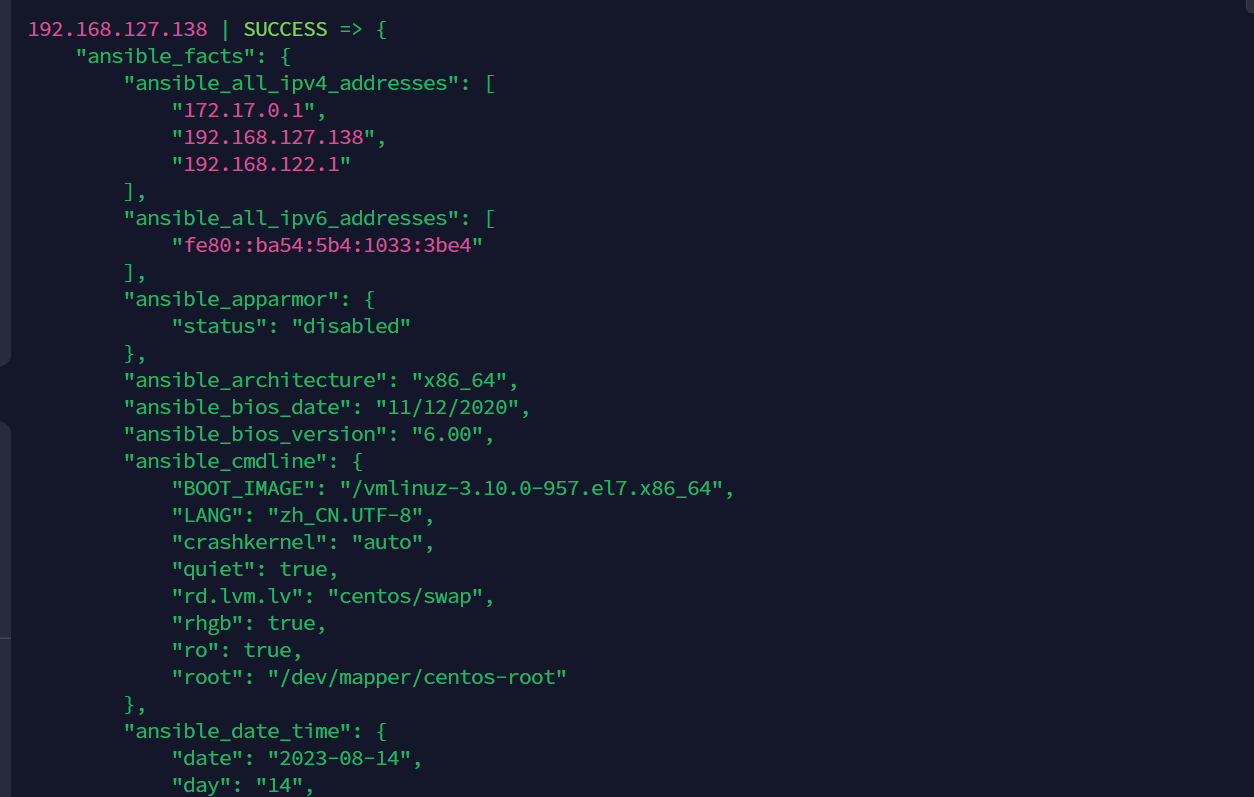 192.168.127.138 | SUCCESS => {
    "ansible_facts": {
        "ansible_all_ipv4_addresses": [
            "172.17.0.1",
            "192.168.127.138",
            "192.168.122.1"
        ],
        "ansible_all_ipv6_addresses": [
            "fe80::ba54:5b4:1033:3be4"
        ],
        "ansible_apparmor": {
            "status": "disabled"
        },
        "ansible_architecture": "x86_64",
        "ansible_bios_date": "11/12/2020",
        "ansible_bios_version": "6.00",
        "ansible_cmdline": {
            "BOOT_IMAGE": "/vmlinuz-3.10.0-957.el7.x86_64",
            "LANG": "zh_CN.UTF-8",
            "crashkernel": "auto",
            "quiet": true,
            "rd.lvm.lv": "centos/swap",
            "rhgb": true,
            "ro": true,
            "root": "/dev/mapper/centos-root"
        },
        "ansible_date_time": {
            "date": "2023-08-14",
            "day": "14",